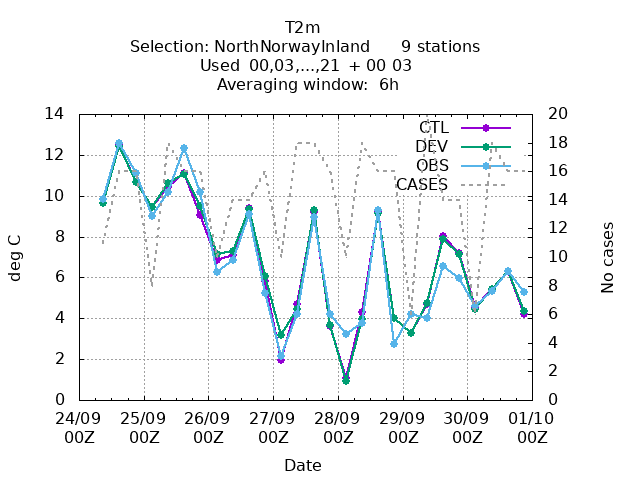 T2m
Selection: NorthNorwayInland 9 stations
Used 00,03,...,21 + 00 03
Averaging window: 6h
14 20
12 18
10 16
8 14
6 12
4 10
2 8
0 6
4
2
0
CTL
DEV
OBS
CASES
deg C
No cases
24/09 25/09 26/09 27/09 28/09 29/09 30/09 01/10
00Z 00Z 00Z 00Z 00Z 00Z 00Z 00Z
Date